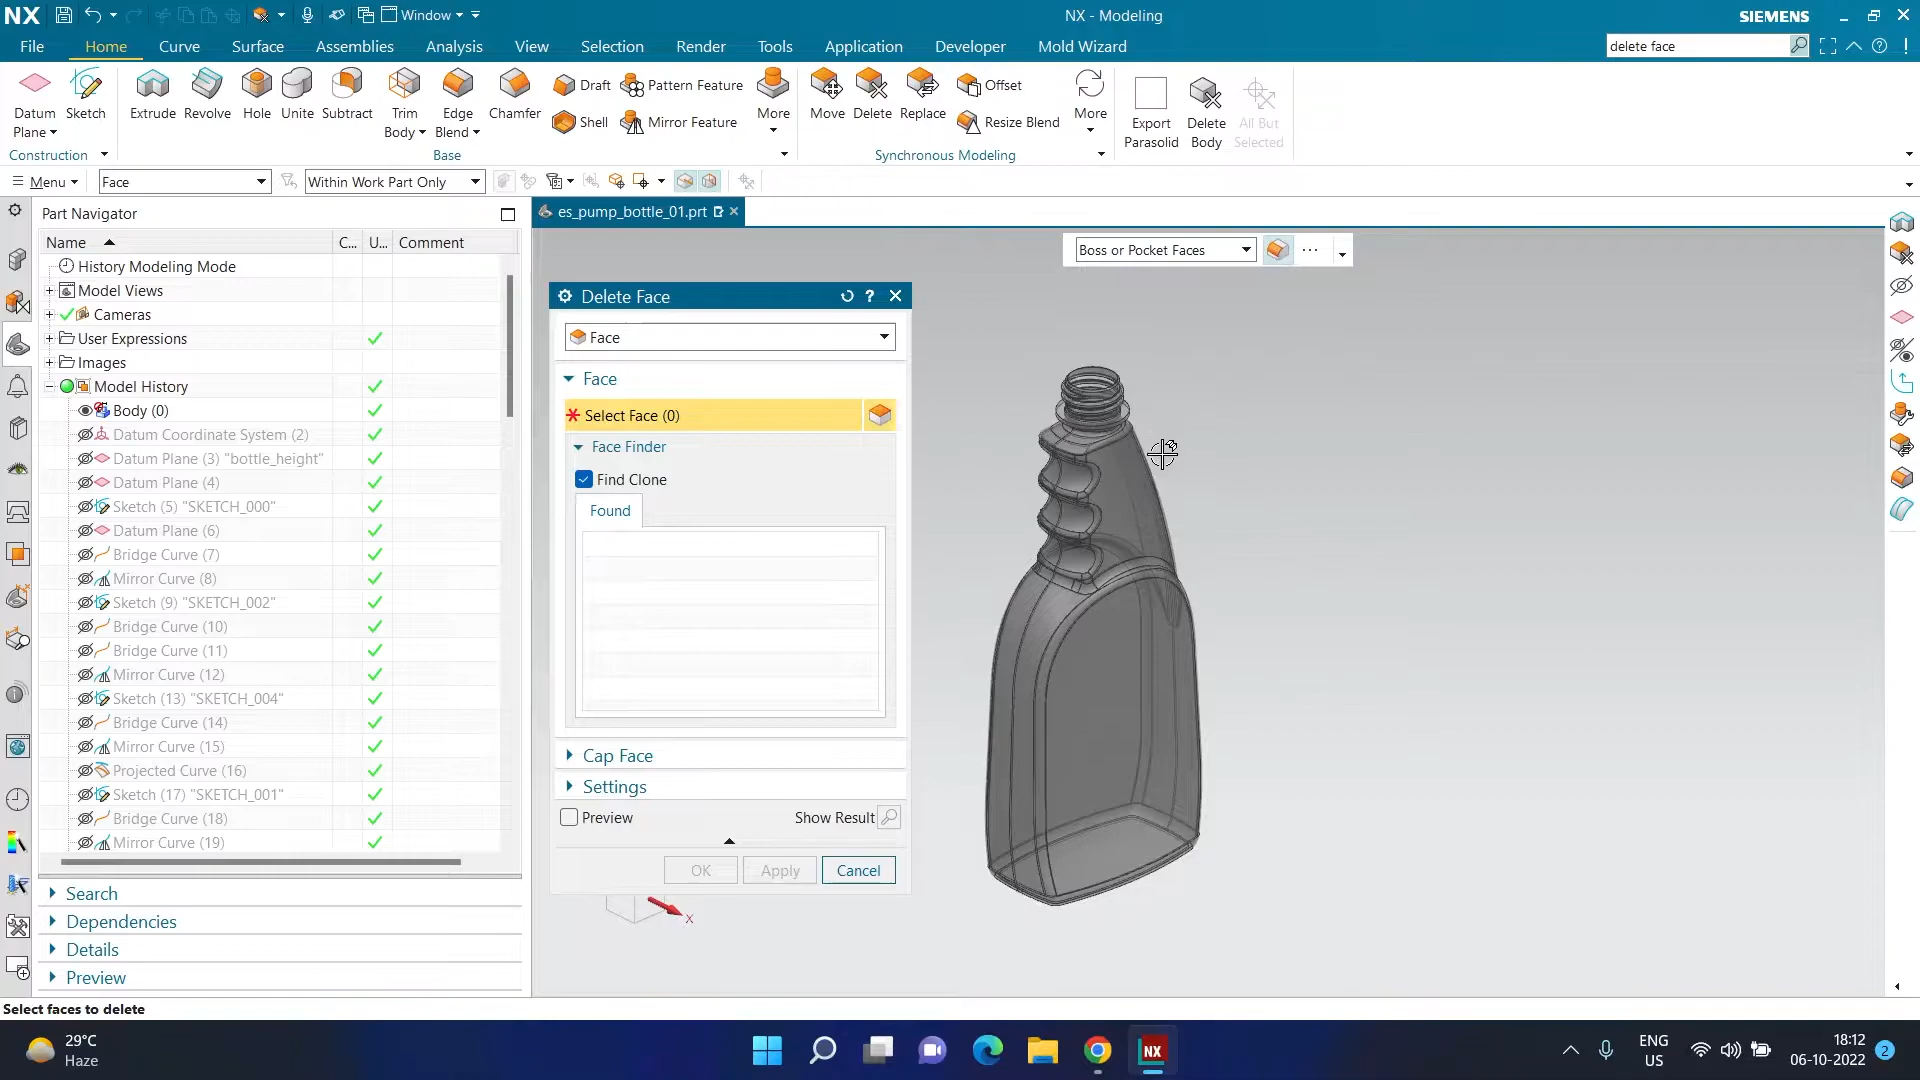 NX
Window
NX - Modeling
SIEMENS
File
Home
Curve
Surface
Assemblies
Analysis
View
Selection
Render
Tools
Application
Developer
Mold Wizard
delete face
Datum Plane
Sketch
Extrude
Revolve
Hole
Unite
Subtract
Trim Body
Edge Blend
Chamfer
Draft
Shell
Pattern Feature
Mirror Feature
More
Move
Delete
Replace
Offset
Resize Blend
More
Export Parasolid
Delete Body
All But Selected
Construction
Base
Synchronous Modeling
Menu
Face
Within Work Part Only
Part Navigator
es_pump_bottle_01.prt
Name C... U... Comment
History Modeling Mode
Model Views
Cameras
User Expressions
Images
Model History
Body (0)
Datum Coordinate System (2)
Datum Plane (3) "bottle_height"
Datum Plane (4)
Sketch (5) "SKETCH_000"
Datum Plane (6)
Bridge Curve (7)
Mirror Curve (8)
Sketch (9) "SKETCH_002"
Bridge Curve (10)
Bridge Curve (11)
Mirror Curve (12)
Sketch (13) "SKETCH_004"
Bridge Curve (14)
Mirror Curve (15)
Projected Curve (16)
Sketch (17) "SKETCH_001"
Bridge Curve (18)
Mirror Curve (19)
Search
Dependencies
Details
Preview
Boss or Pocket Faces
Delete Face
Face
Face
* Select Face (0)
Face Finder
Find Clone
Found
Cap Face
Settings
Preview
Show Result
OK
Apply
Cancel
X
Select faces to delete
29°C
Haze
NX
ENG
US
18:12
06-10-2022
2